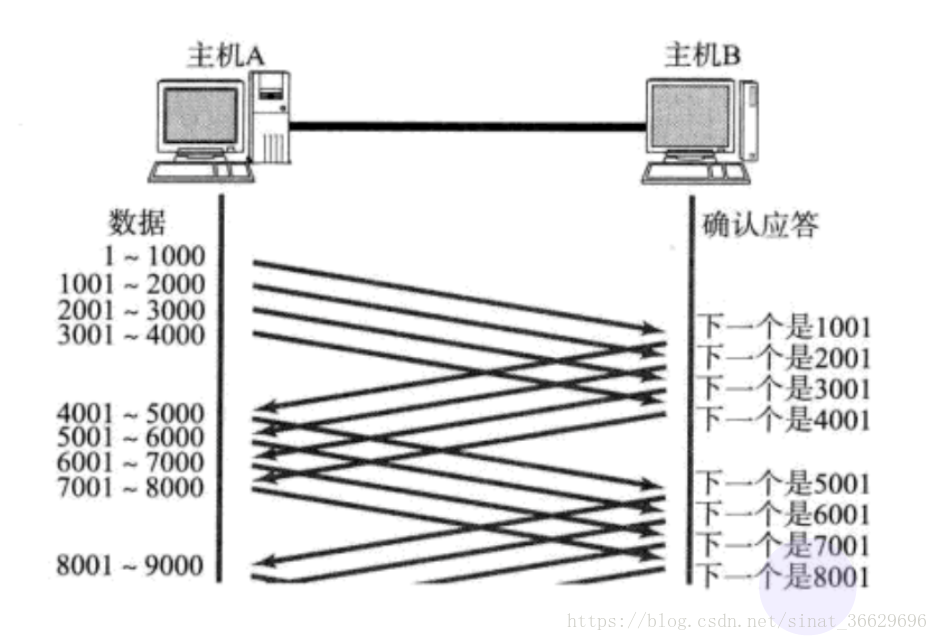 主机A
主机B
数据
确认应答
1 ~ 1000
1001 ~ 2000
2001 ~ 3000
3001 ~ 4000
下一个是1001
下一个是2001
下一个是3001
下一个是4001
4001 ~ 5000
5001 ~ 6000
6001 ~ 7000
7001 ~ 8000
下一个是5001
下一个是6001
下一个是7001
下一个是8001
8001 ~ 9000
https://blog.csdn.net/sinat_36629696